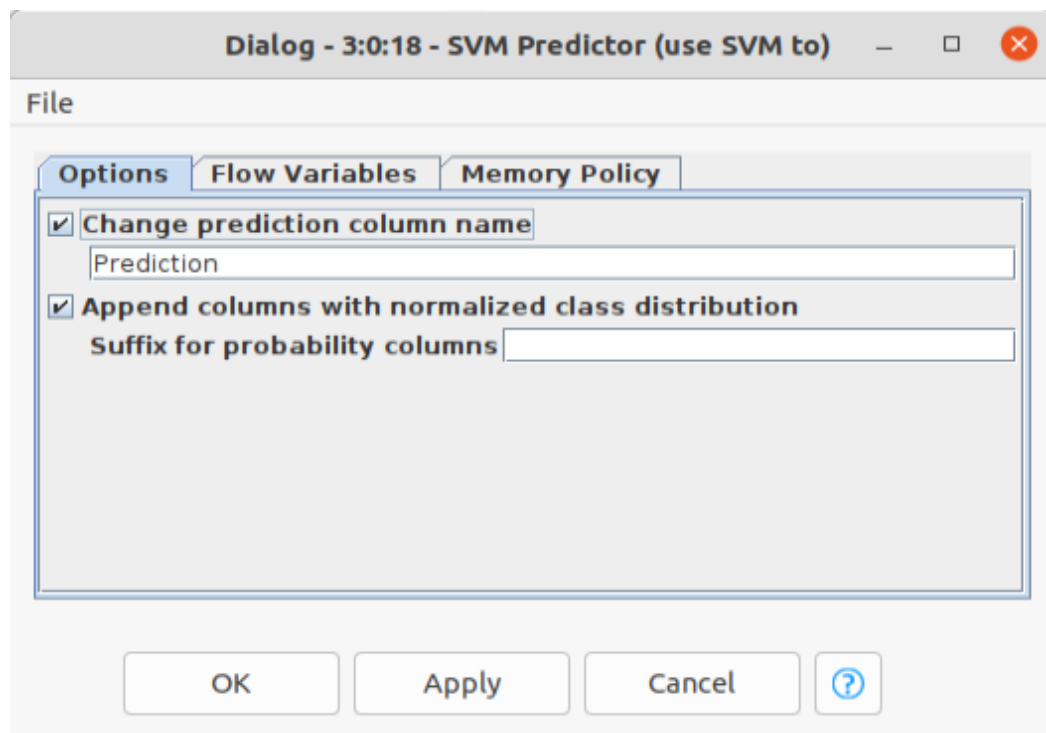 Dialog - 3:0:18 - SVM Predictor (use SVM to)
File
Options Flow Variables Memory Policy
Change prediction column name
Prediction
Append columns with normalized class distribution
Suffix for probability columns
OK Apply Cancel ?